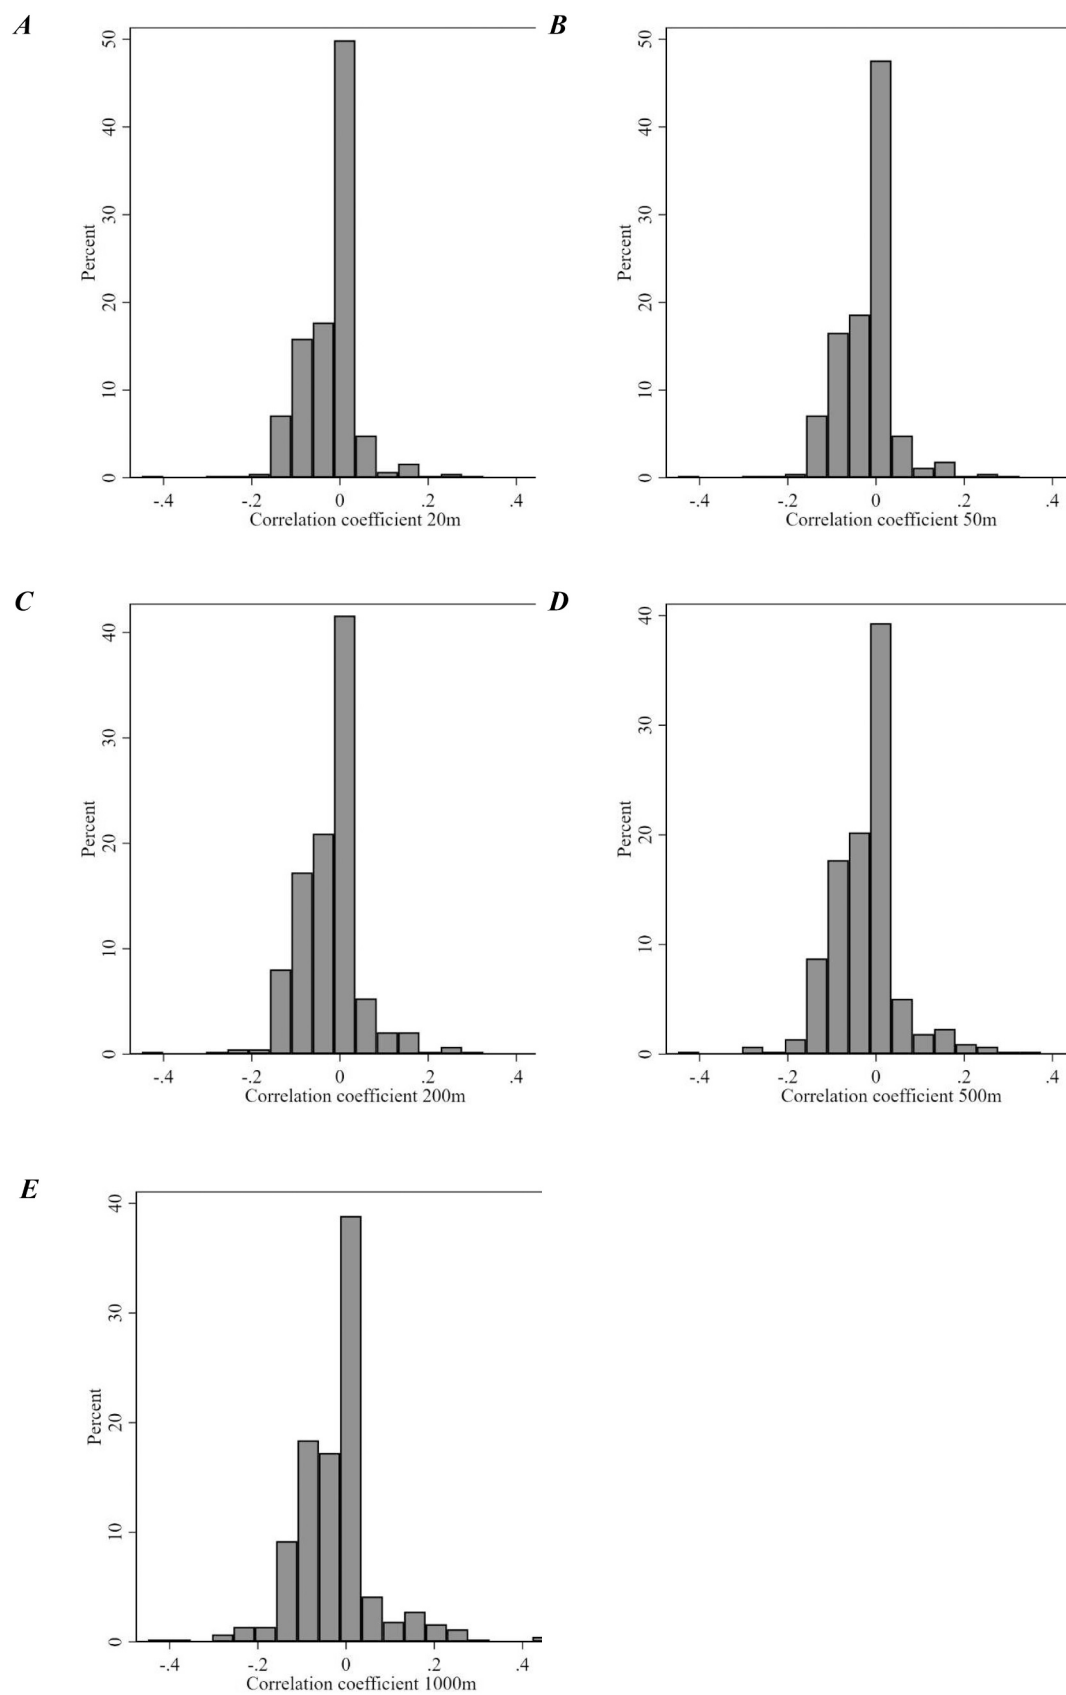 A
50
40
30
20
10
0
Percent
-.4 -.2 0 .2 .4
Correlation coefficient 20m
B
50
40
30
20
10
0
Percent
-.4 -.2 0 .2 .4
Correlation coefficient 50m
C
40
30
20
10
0
Percent
-.4 -.2 0 .2 .4
Correlation coefficient 200m
D
40
30
20
10
0
Percent
-.4 -.2 0 .2 .4
Correlation coefficient 500m
E
40
30
20
10
0
Percent
-.4 -.2 0 .2 .4
Correlation coefficient 1000m